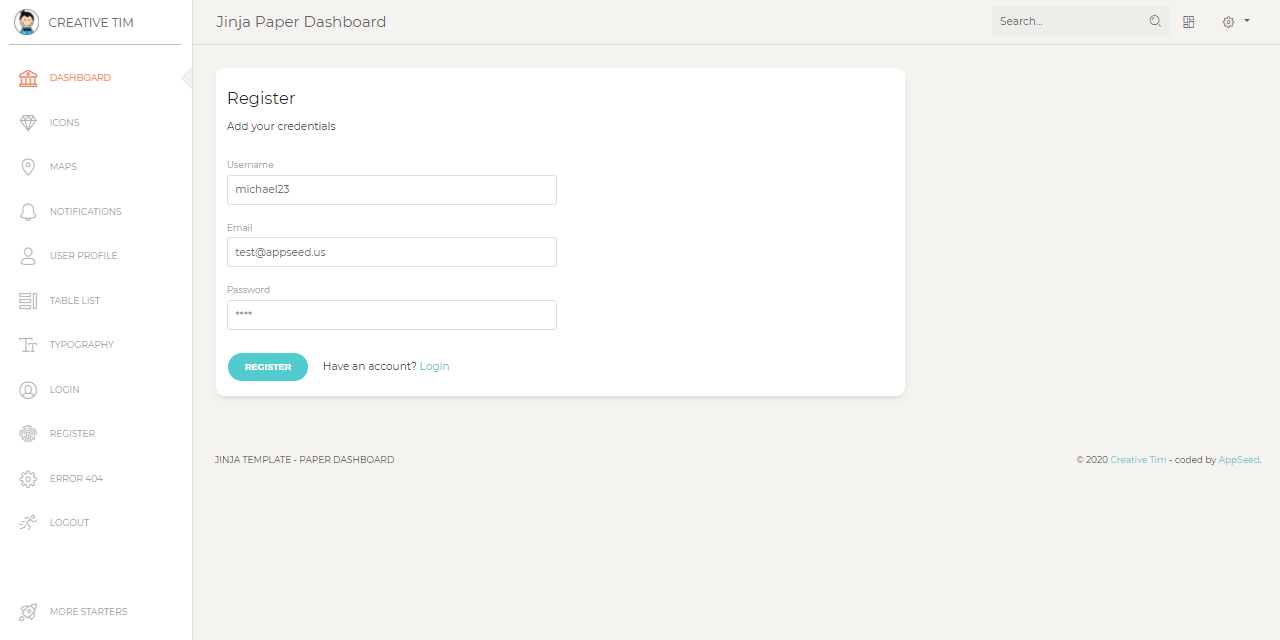 CREATIVE TIM
DASHBOARD
ICONS
MAPS
NOTIFICATIONS
USER PROFILE
TABLE LIST
TYPOGRAPHY
LOGIN
REGISTER
ERROR 404
LOGOUT
MORE STARTERS
Jinja Paper Dashboard
Search...
Register
Add your credentials
Username
michael23
Email
test@appseed.us
Password
****
REGISTER Have an account? Login
JINJA TEMPLATE - PAPER DASHBOARD
© 2020 Creative Tim - coded by AppSeed.